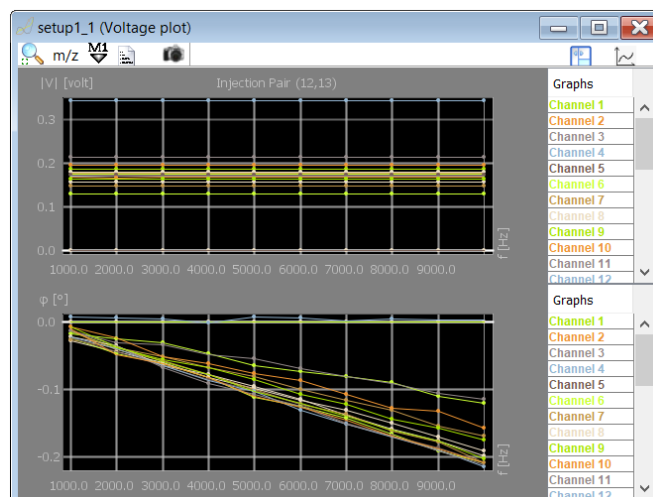 setup1_1 (Voltage plot)
m/z M1
|V| [volt] Injection Pair (12,13)
0.3
0.2
0.1
0.0
f [Hz]
1000.0 2000.0 3000.0 4000.0 5000.0 6000.0 7000.0 8000.0 9000.0
Graphs
Channel 1
Channel 2
Channel 3
Channel 4
Channel 5
Channel 6
Channel 7
Channel 8
Channel 9
Channel 10
Channel 11
Channel 12
φ [°]
0.0
-0.1
-0.2
f [Hz]
1000.0 2000.0 3000.0 4000.0 5000.0 6000.0 7000.0 8000.0 9000.0
Graphs
Channel 1
Channel 2
Channel 3
Channel 4
Channel 5
Channel 6
Channel 7
Channel 8
Channel 9
Channel 10
Channel 11
Channel 12